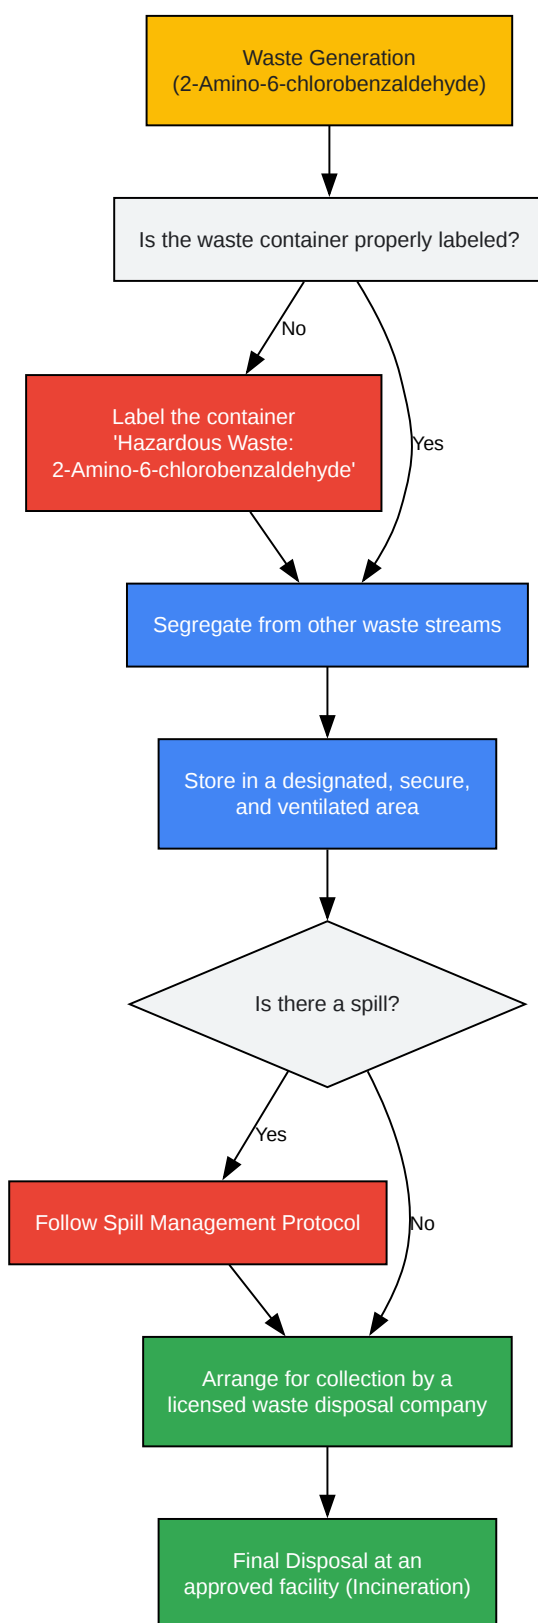 Waste Generation
(2-Amino-6-chlorobenzaldehyde)
Is the waste container properly labeled?
No
Label the container
'Hazardous Waste:
2-Amino-6-chlorobenzaldehyde'
Yes
Segregate from other waste streams
Store in a designated, secure,
and ventilated area
Is there a spill?
Yes
Follow Spill Management Protocol
No
Arrange for collection by a
licensed waste disposal company
Final Disposal at an
approved facility (Incineration)